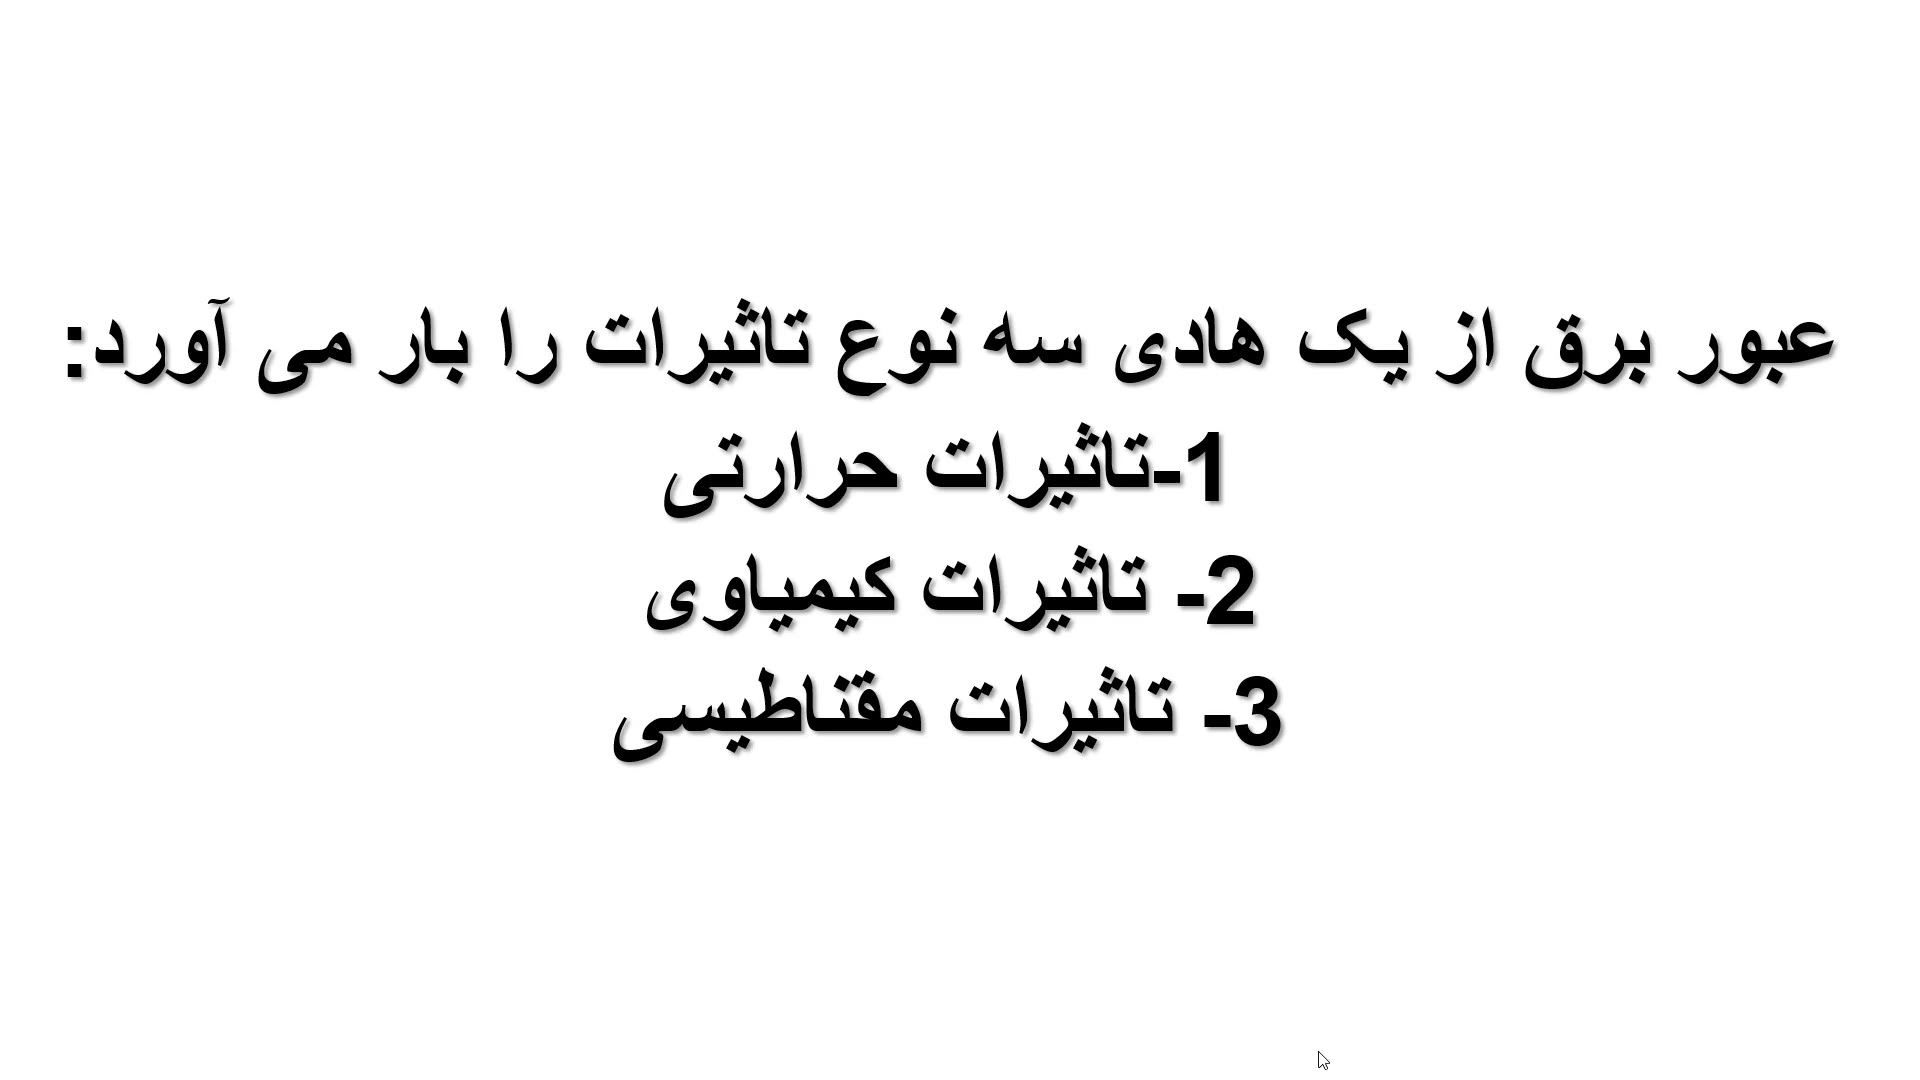 عبور برق از یک هادی سه نوع تاثیرات را بار می آورد:
1-تاثیرات حرارتی
2- تاثیرات کیمیاوی
3- تاثیرات مقناطیسی